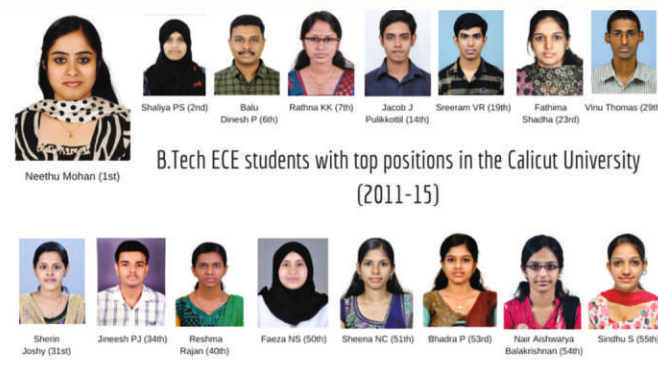 Neethu Mohan (1st)
Shaliya PS (2nd)
Balu
Dinesh P (6th)
Rathna KK (7th)
Jacob J
Pulikkottil (14th)
Sreeram VR (19th)
Fathima
Shadha (23rd)
Vinu Thomas (29th
B.Tech ECE students with top positions in the Calicut University
(2011-15)
Sherin
Joshy (31st)
Jineesh PJ (34th)
Reshma
Rajan (40th)
Faeza NS (50th)
Sheena NC (51th)
Bhadra P (53rd)
Nair Aishwarya
Balakrishnan (54th)
Sindhu S (55th)